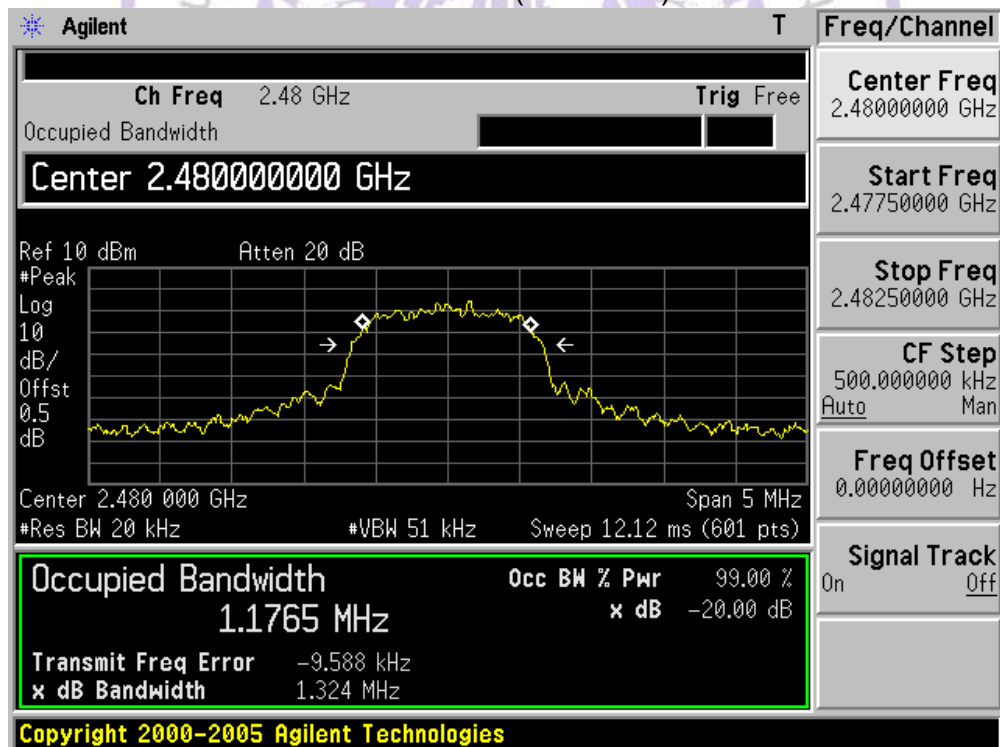 Agilent T Freq/Channel
Ch Freq 2.48 GHz Trig Free
Occupied Bandwidth
Center 2.480000000 GHz
Ref 10 dBm Atten 20 dB
#Peak
Log
10
dB/
Offst
0.5
dB
Center 2.480 000 GHz Span 5 MHz
#Res BW 20 kHz #VBW 51 kHz Sweep 12.12 ms (601 pts)
Occupied Bandwidth Occ BW % Pwr 99.00 %
1.1765 MHz x dB -20.00 dB
Transmit Freq Error -9.588 kHz
x dB Bandwidth 1.324 MHz
Copyright 2000-2005 Agilent Technologies
Center Freq
2.48000000 GHz
Start Freq
2.47750000 GHz
Stop Freq
2.48250000 GHz
CF Step
500.000000 kHz
Auto Man
Freq Offset
0.00000000 Hz
Signal Track
On Off